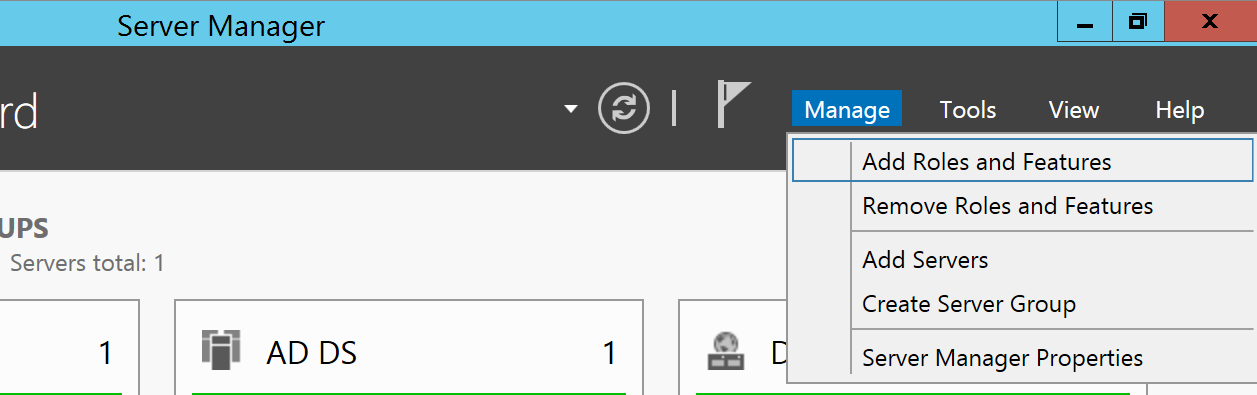 Server Manager
rd
Manage Tools View Help
Add Roles and Features
Remove Roles and Features
Add Servers
Create Server Group
Server Manager Properties
UPS
Servers total: 1
1
AD DS 1
D